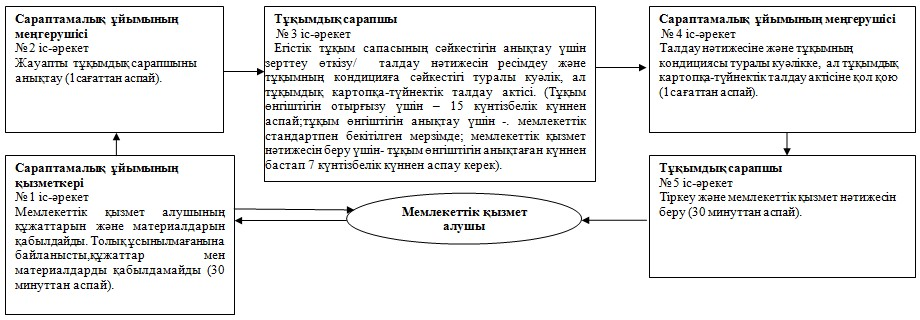 Сараптамалық ұйымының
меңгерушісі
№ 2 іс-әрекет
Жауапты тұқымдық сарапшыны
анықтау (1сағаттан аспай)
Тұқымдық сарапшы
№ 3 іс-әрекет
Егістік тұқым сапасының сәйкестігін анықтау үшін
зерттеу өткізу/ талдау нәтижесін ресімдеу және
тұқымның кондицияға сәйкестігі туралы куәлік, ал
тұқымдық картопқа-түйнектік талдау актісі. (Тұқым
өнгіштігін отырғызу үшін – 15 күнтізбелік күннен
аспай;тұқым өнгіштігін анықтау үшін -. мемлекеттік
стандартпен бекітілген мерзімде; мемлекеттік қызмет
нәтижесін беру үшін- тұқым өнгіштігін анықтаған күннен
бастап 7 күнтізбелік күннен аспау керек).
Сараптамалық ұйымының меңгерушісі
№ 4 іс-әрекет
Талдау нәтижесіне және тұқымның
кондициясы туралы куәлікке, ал тұқымдық
картопқа-түйнектік талдау актісіне қол қою
(1сағаттан аспай).
Сараптамалық ұйымының
қызметкері
№ 1 іс-әрекет
Мемлекеттік қызмет алушының
құжаттарын және материалдарын
қабылдайды. Толық ұсынылмағанына
байланысты,құжаттар мен
материалдарды қабылдамайды (30
минуттан аспай).
Мемлекеттік қызмет
алушы
Тұқымдық сарапшы
№ 5 іс-әрекет
Тіркеу және мемлекеттік қызмет нәтижесін
беру (30 минуттан аспай).